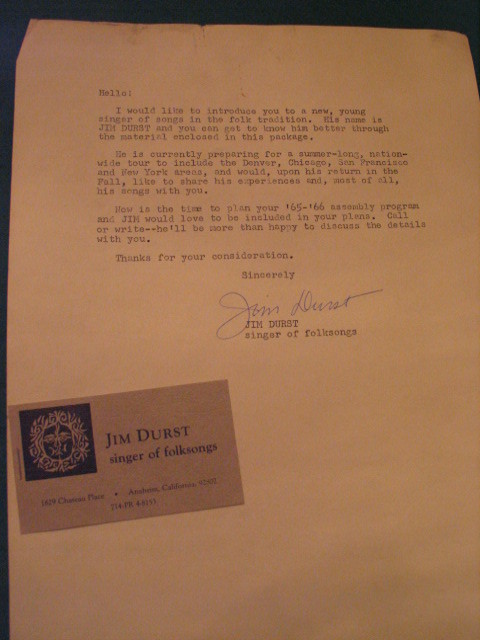 Hello:
I would like to introduce you to a new, young
singer of songs in the folk tradition. His name is
JIM DURST and you can get to know him better through
the material enclosed in this package.
He is currently preparing for a summer-long, nation-
wide tour to include the Denver, Chicago, San Francisco
and New York areas, and would, upon his return in the
Fall, like to share his experiences and, most of all,
his songs with you.
Now is the time to plan your '65-'66 assembly program
and JIM would love to be included in your plans. Call
or write--he'll be more than happy to discuss the details
with you.
Thanks for your consideration.
Sincerely
Jim Durst
JIM DURST
singer of folksongs
JIM DURST
singer of folksongs
1829 Place • Anaheim, California,